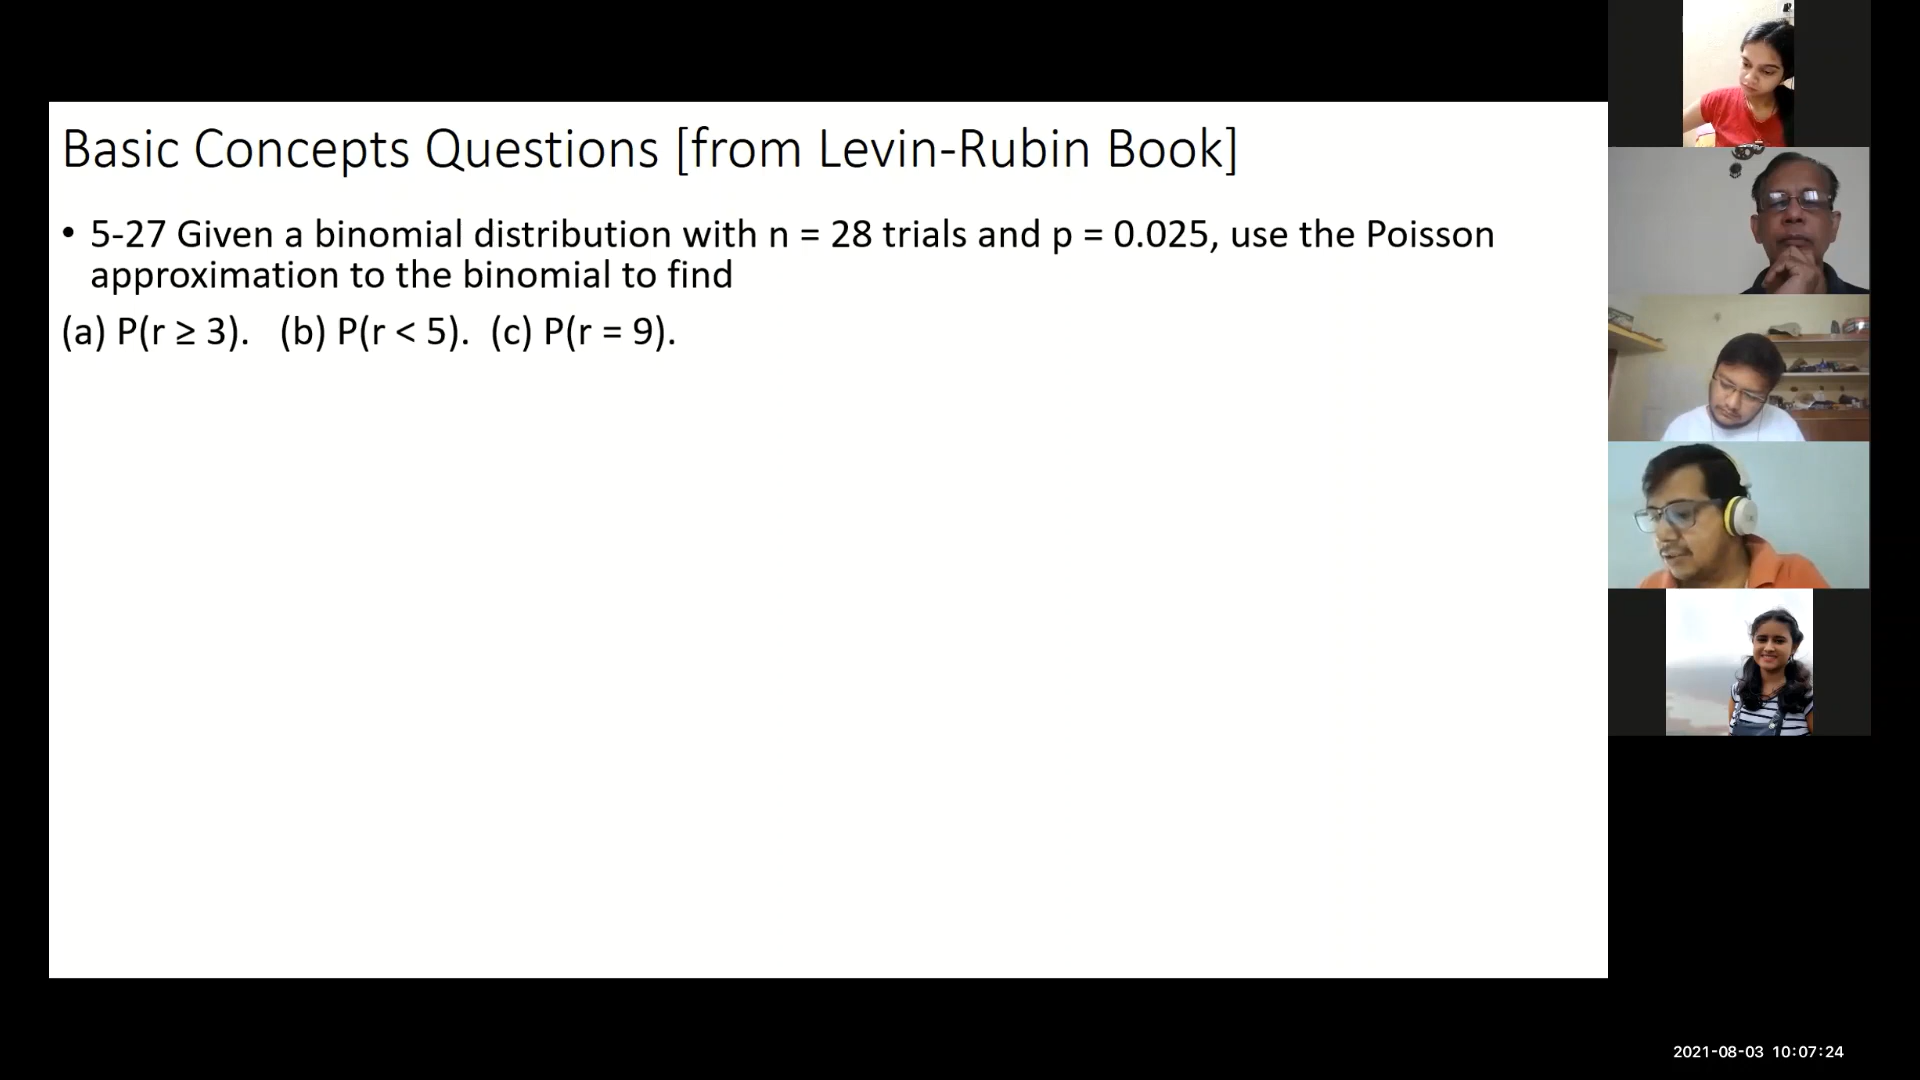 Basic Concepts Questions [from Levin-Rubin Book]
• 5-27 Given a binomial distribution with n = 28 trials and p = 0.025, use the Poisson
approximation to the binomial to find
(a) P(r ≥ 3).   (b) P(r < 5).  (c) P(r = 9).
2021-08-03 10:07:24